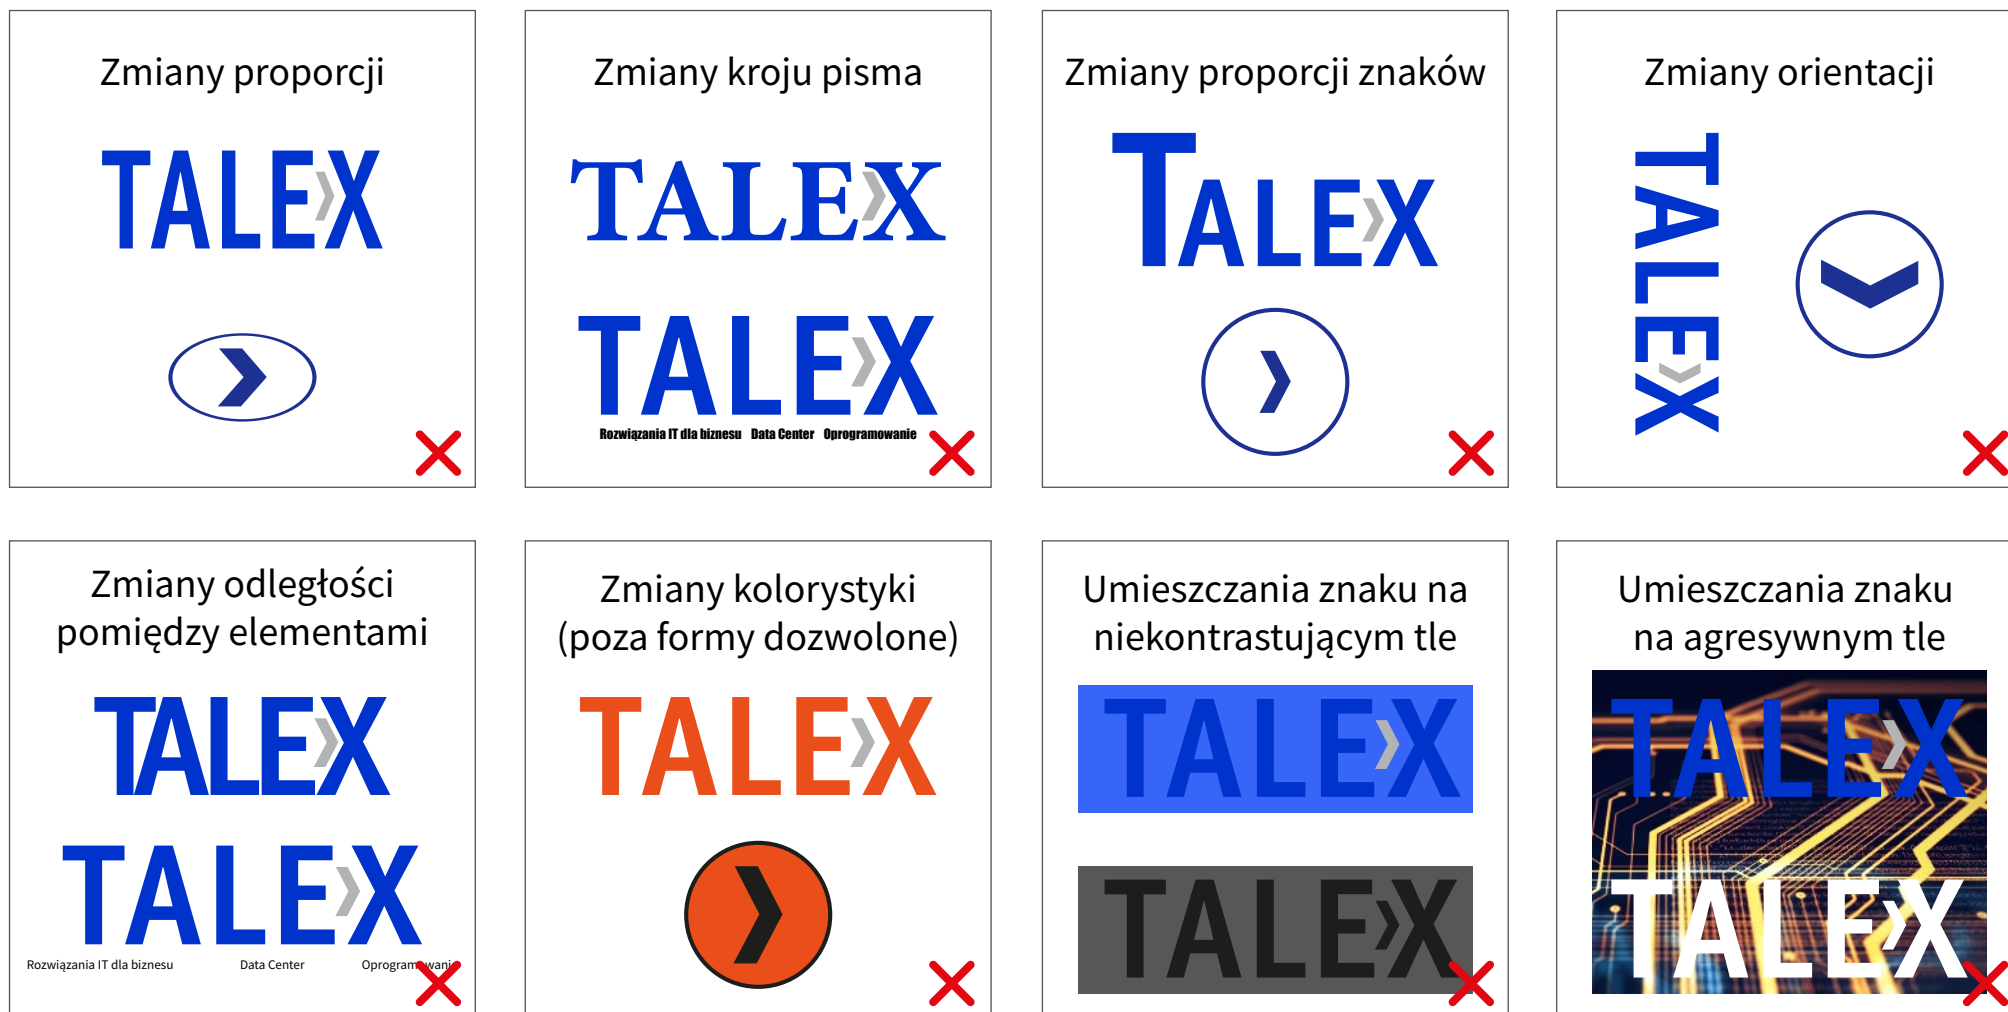 Zmiany proporcji
TALEX
Zmiany kroju pisma
TALEX
TALEX
Rozwiązania IT dla biznesu Data Center Oprogramowanie
Zmiany proporcji znaków
TALEX
Zmiany orientacji
TALEX
Zmiany odległości
pomiędzy elementami
TALEX
TALEX
Rozwiązania IT dla biznesu Data Center Oprogramowanie
Zmiany kolorystyki
(poza formy dozwolone)
TALEX
Umieszczania znaku na
niekontrastującym tle
TALEX
TALEX
Umieszczania znaku
na agresywnym tle
TALEX
TALEX